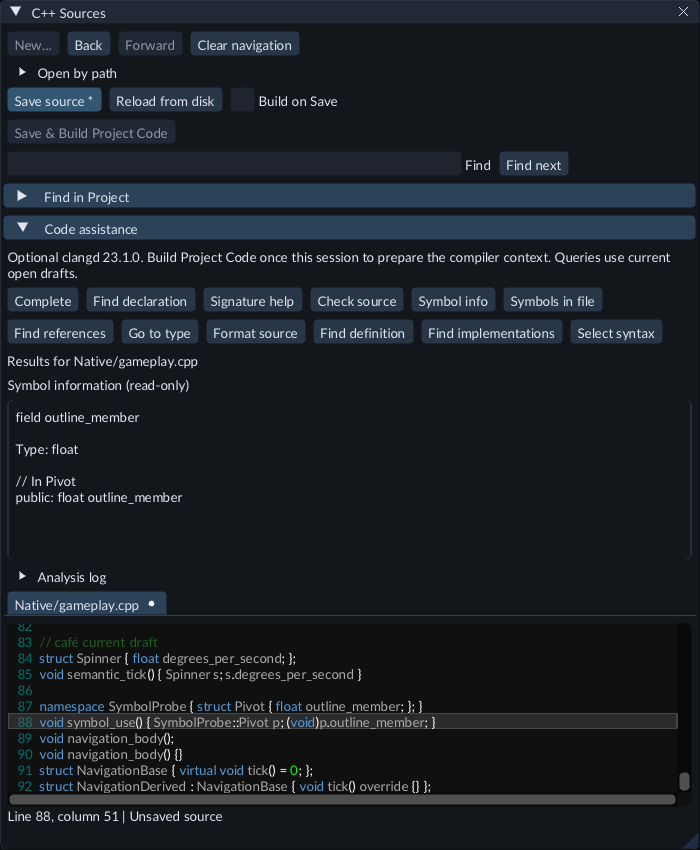 C++ Sources
New... Back Forward Clear navigation
Open by path
Save source * Reload from disk Build on Save
Save & Build Project Code
Find Find next
Find in Project
Code assistance
Optional clangd 23.1.0. Build Project Code once this session to prepare the compiler context. Queries use current
open drafts.
Complete Find declaration Signature help Check source Symbol info Symbols in file
Find references Go to type Format source Find definition Find implementations Select syntax
Results for Native/gameplay.cpp
Symbol information (read-only)
field outline_member
Type: float
// In Pivot
public: float outline_member
Analysis log
Native/gameplay.cpp
82
83 // café current draft
84 struct Spinner { float degrees_per_second; };
85 void semantic_tick() { Spinner s; s.degrees_per_second }
86
87 namespace SymbolProbe { struct Pivot { float outline_member; }; }
88 void symbol_use() { SymbolProbe::Pivot p; (void)p.outline_member; }
89 void navigation_body();
90 void navigation_body() {}
91 struct NavigationBase { virtual void tick() = 0; };
92 struct NavigationDerived : NavigationBase { void tick() override {} };
Line 88, column 51 | Unsaved source